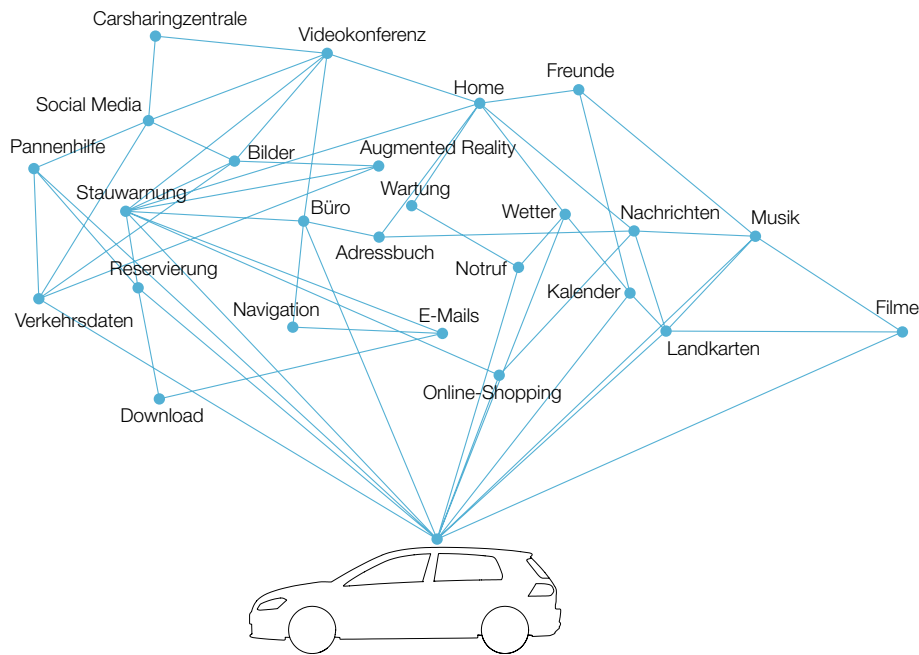 Carsharingzentrale
Videokonferenz
Freunde
Home
Social Media
Pannenhilfe
Bilder
Augmented Reality
Stauwarnung
Wartung
Büro
Wetter
Nachrichten
Musik
Adressbuch
Reservierung
Notruf
Kalender
Verkehrsdaten
Navigation
E-Mails
Filme
Landkarten
Online-Shopping
Download